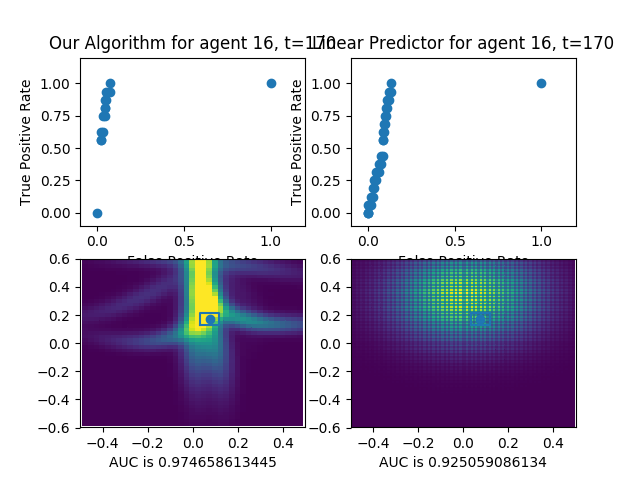 Our Algorithm for agent 16, t=170
Linear Predictor for agent 16, t=170
True Positive Rate
1.00
0.75
0.50
0.25
0.00
0.0 0.5 1.0
False Positive Rate
True Positive Rate
1.00
0.75
0.50
0.25
0.00
0.0 0.5 1.0
False Positive Rate
0.6
0.4
0.2
0.0
−0.2
−0.4
−0.6
−0.4 −0.2 0.0 0.2 0.4
AUC is 0.974658613445
0.6
0.4
0.2
0.0
−0.2
−0.4
−0.6
−0.4 −0.2 0.0 0.2 0.4
AUC is 0.925059086134